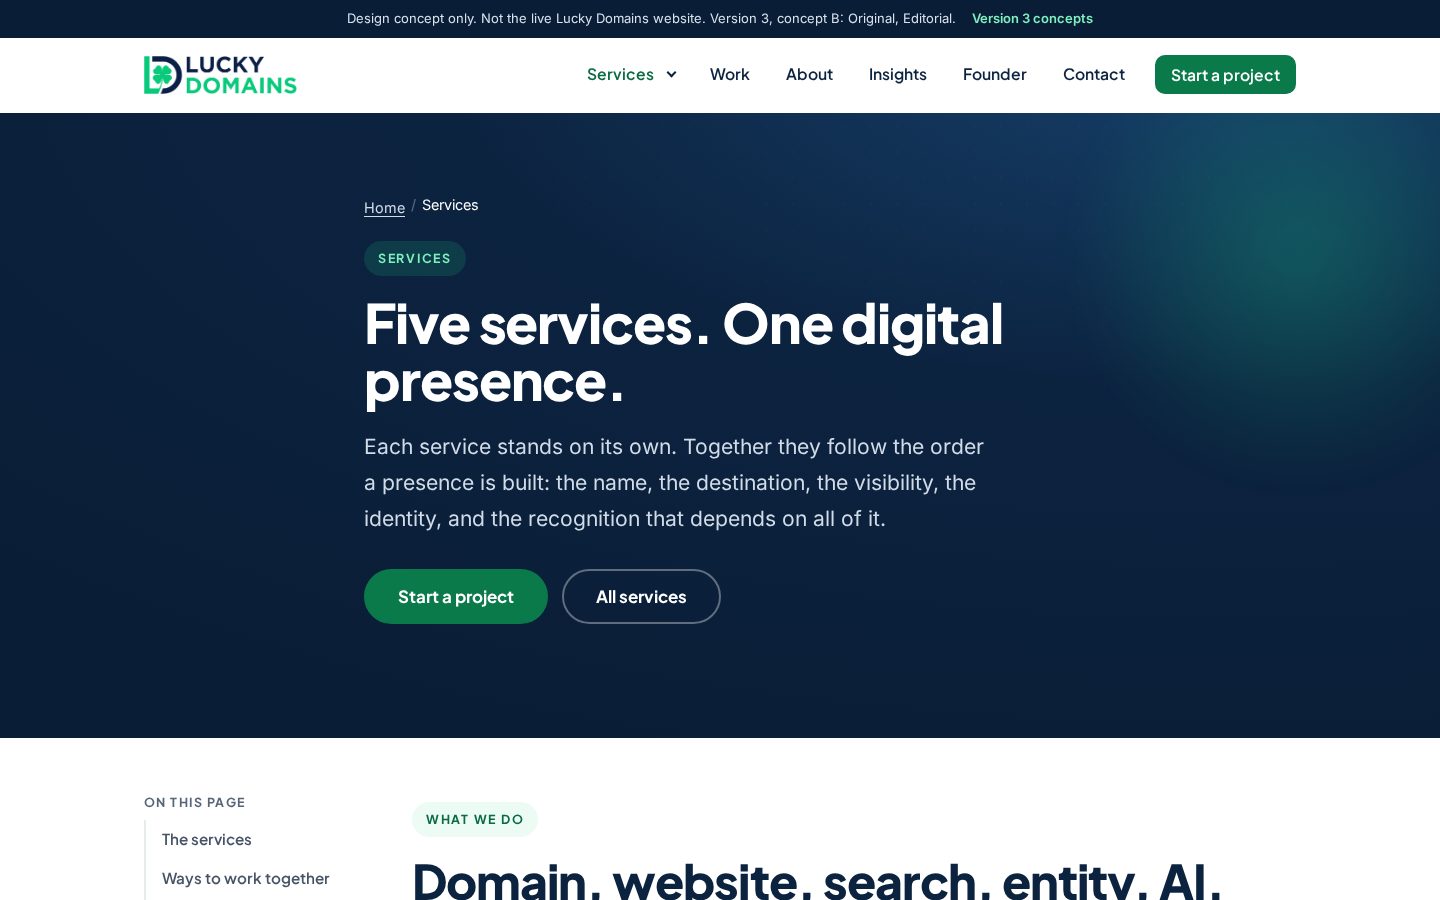 Design concept only. Not the live Lucky Domains website. Version 3, concept B: Original, Editorial. Version 3 concepts
LUCKY
DOMAINS
Services Work About Insights Founder Contact Start a project
Home / Services
SERVICES
Five services. One digital
presence.
Each service stands on its own. Together they follow the order
a presence is built: the name, the destination, the visibility, the
identity, and the recognition that depends on all of it.
Start a project All services
ON THIS PAGE
The services
Ways to work together
WHAT WE DO
Domain, website, search, entity, AI.